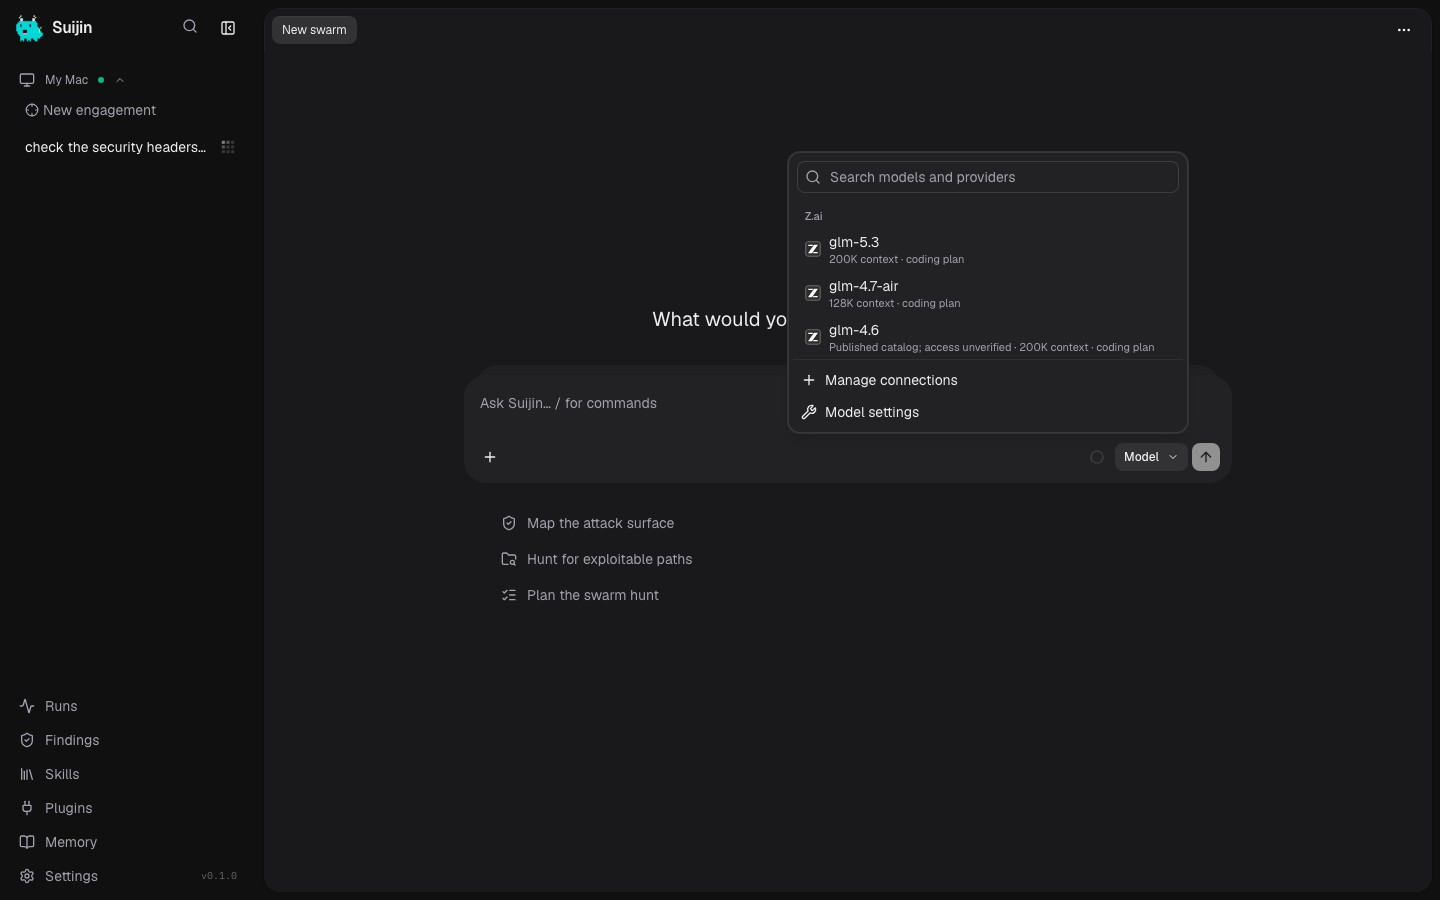 Suijin
New swarm
My Mac
New engagement
check the security headers...
Search models and providers
Z.ai
glm-5.3
200K context · coding plan
glm-4.7-air
128K context · coding plan
glm-4.6
Published catalog; access unverified · 200K context · coding plan
Manage connections
Model settings
What would yo
Ask Suijin... / for commands
Model
Map the attack surface
Hunt for exploitable paths
Plan the swarm hunt
Runs
Findings
Skills
Plugins
Memory
Settings
v0.1.0